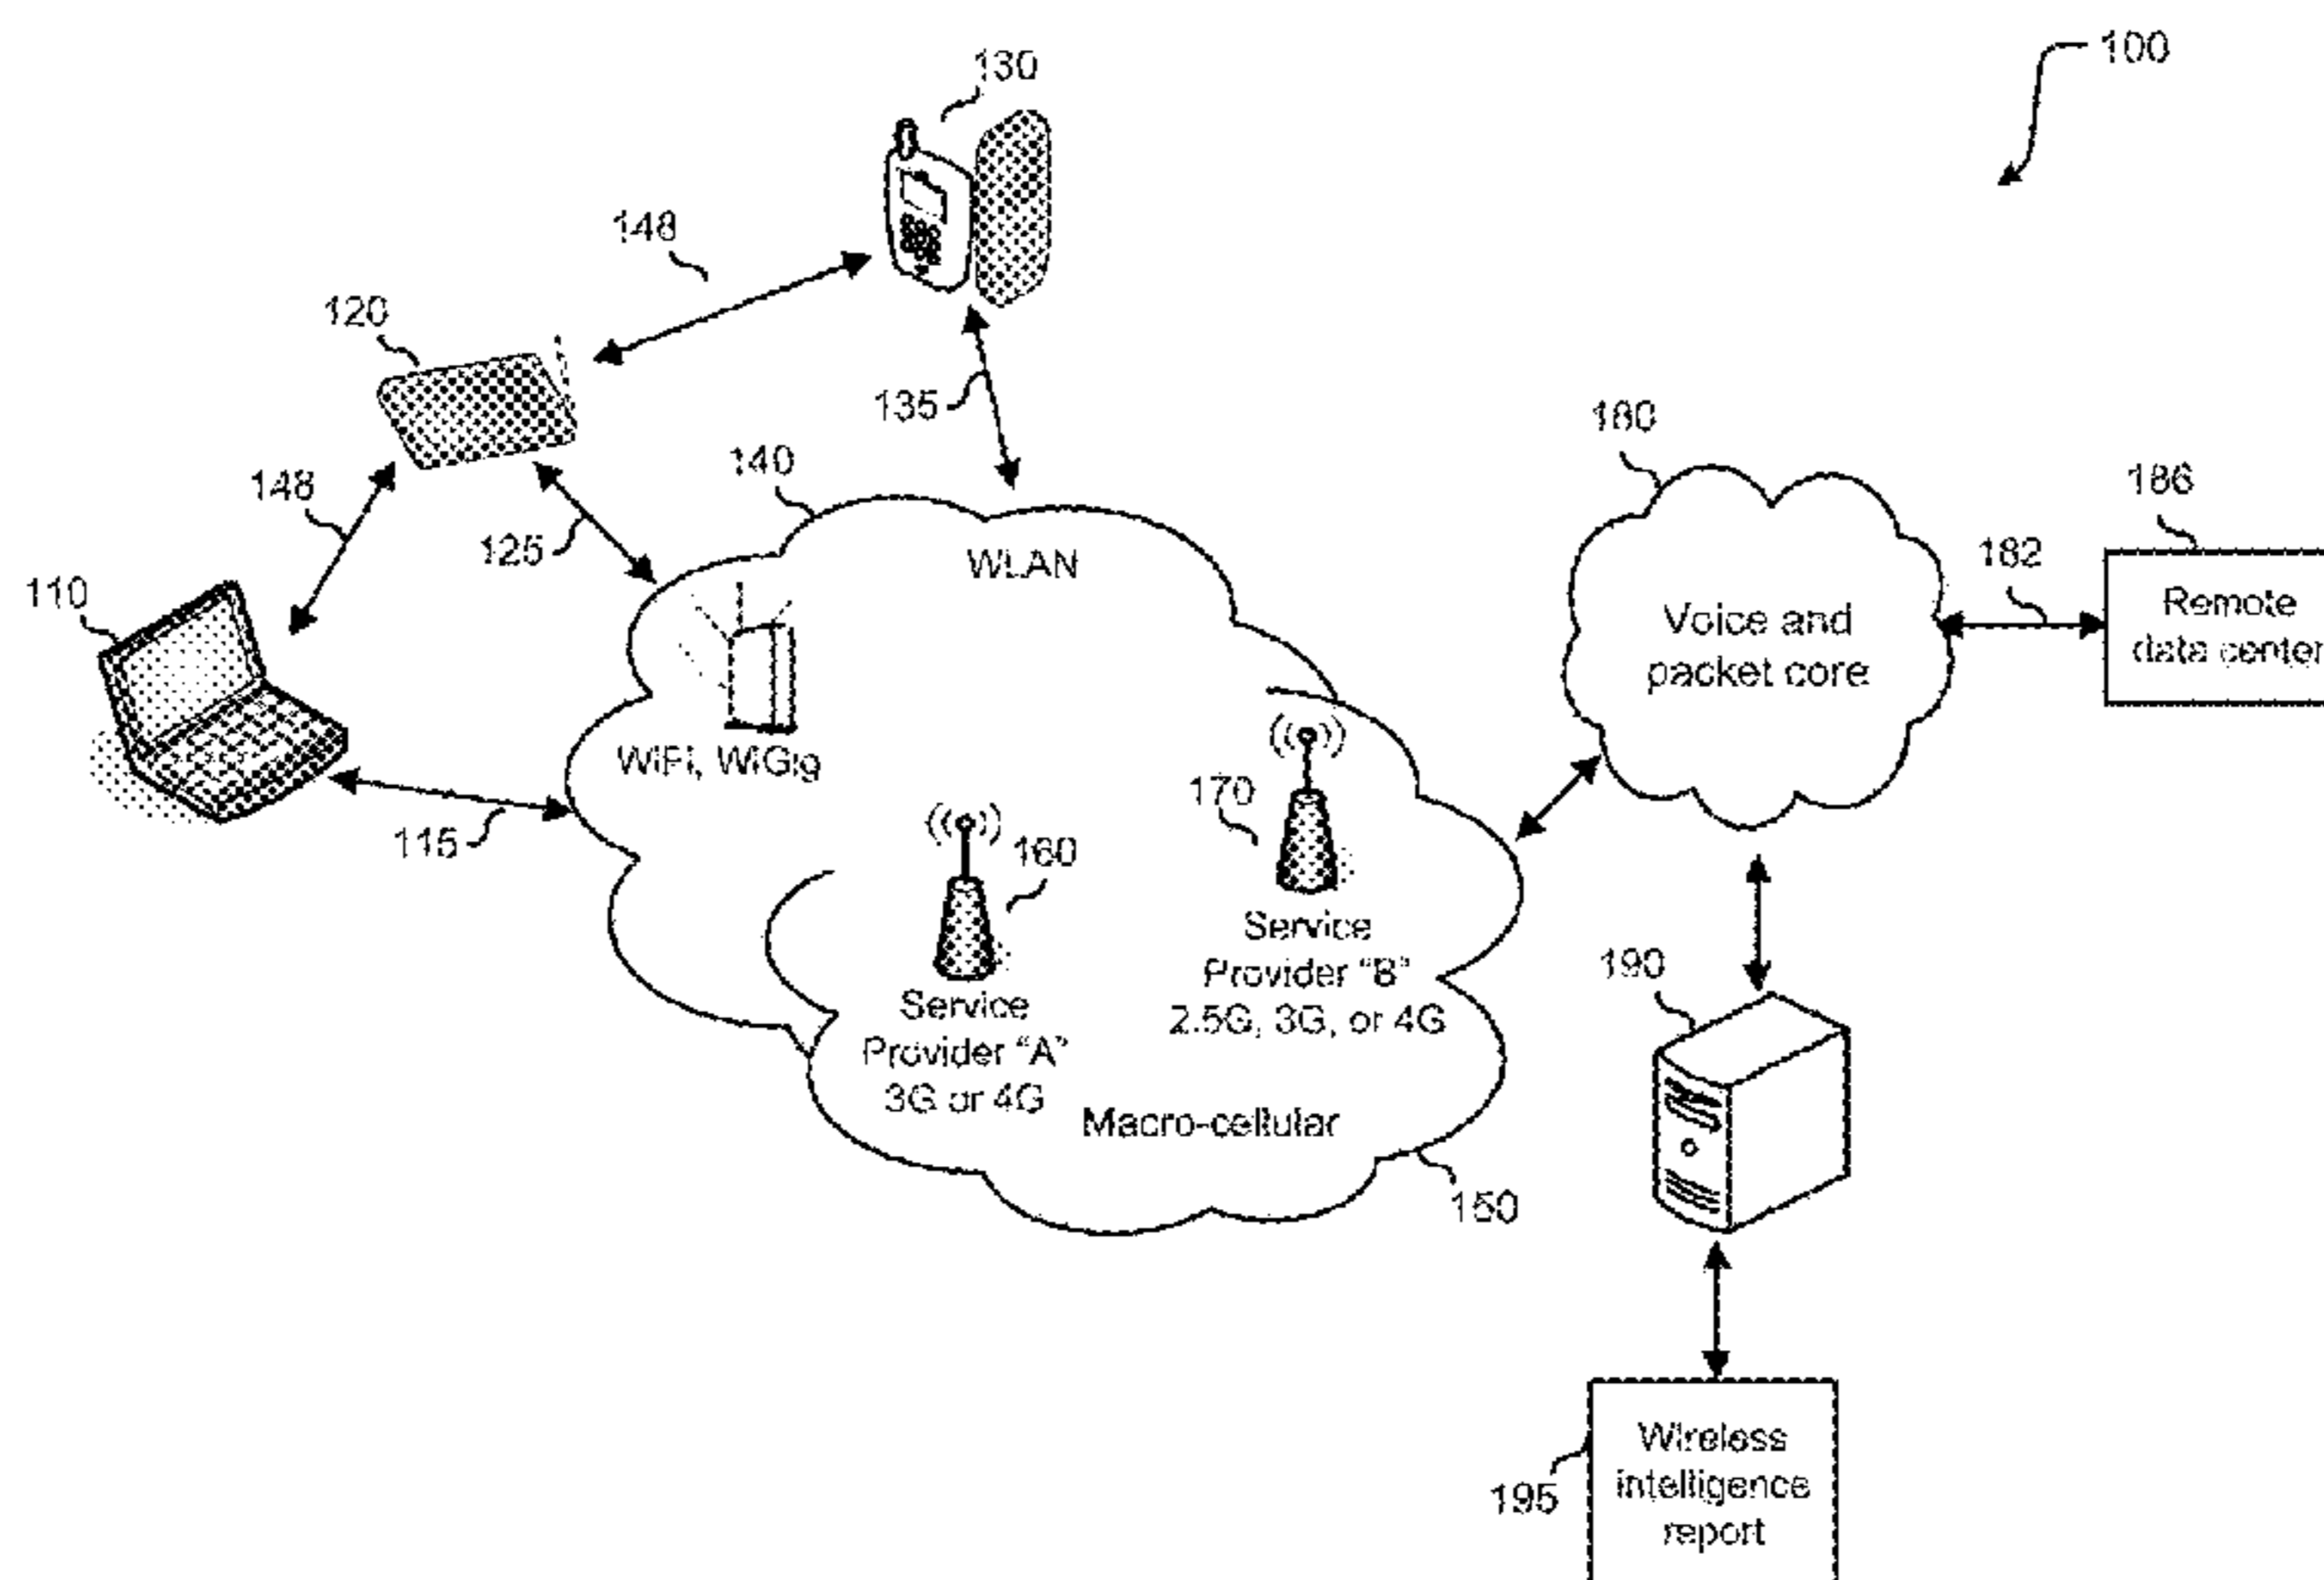 100
130
148
120
135
140
148
125
110
WLAN
180
186
182
Remote
data center
Voice and
packet core
WiFi, WiGig
170
115
160
Service
Provider "B"
2.5G, 3G, or 4G
190
Service
Provider "A"
3G or 4G
Macro-cellular
150
Wireless
intelligence
report
195